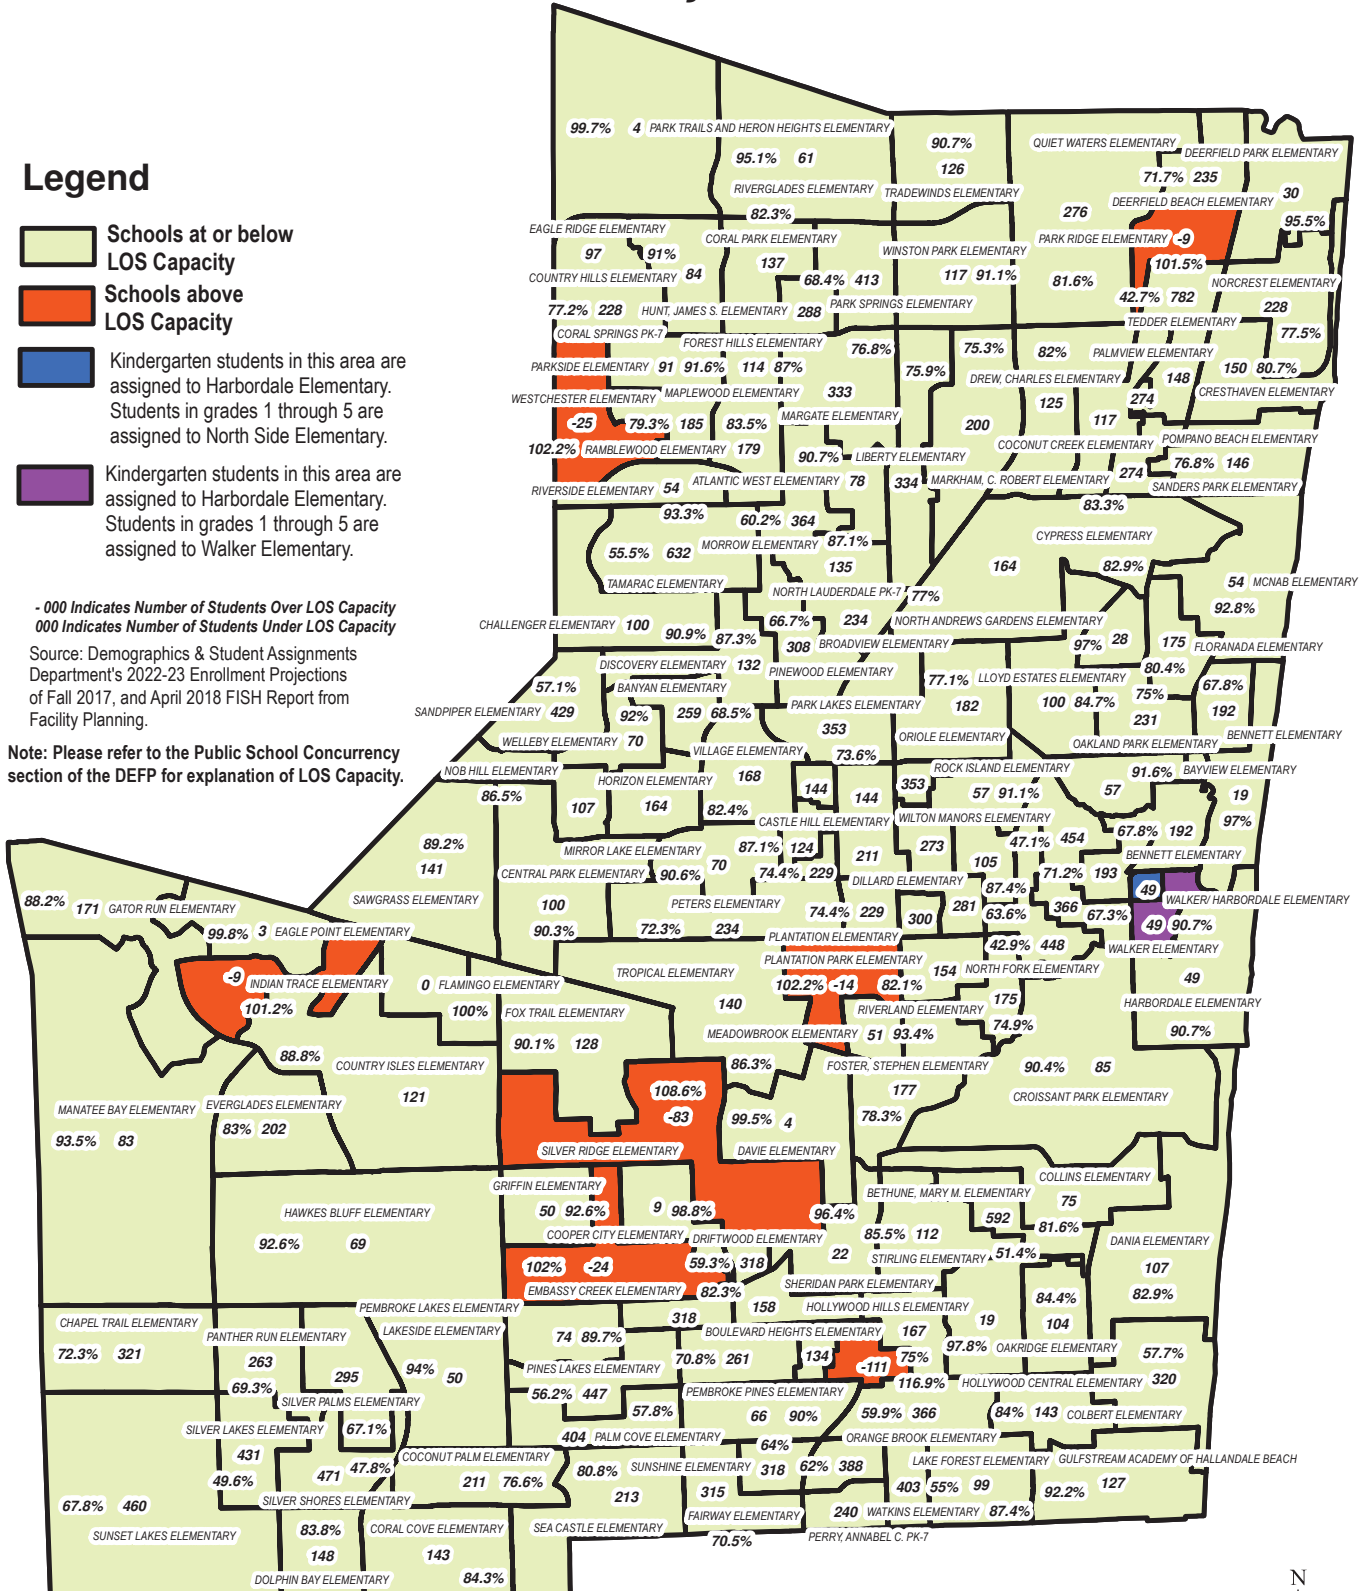 Legend
Schools at or below
LOS Capacity
Schools above
LOS Capacity
Kindergarten students in this area are
assigned to Harbordale Elementary.
Students in grades 1 through 5 are
assigned to North Side Elementary.
Kindergarten students in this area are
assigned to Harbordale Elementary.
Students in grades 1 through 5 are
assigned to Walker Elementary.
- 000 Indicates Number of Students Over LOS Capacity
000 Indicates Number of Students Under LOS Capacity
Source: Demographics & Student Assignments
Department's 2022-23 Enrollment Projections
of Fall 2017, and April 2018 FISH Report from
Facility Planning.
Note: Please refer to the Public School Concurrency
section of the DEFP for explanation of LOS Capacity.
99.7% 4 PARK TRAILS AND HERON HEIGHTS ELEMENTARY
90.7%
QUIET WATERS ELEMENTARY
DEERFIELD PARK ELEMENTARY
95.1% 61
126
71.7% 235
RIVERGLADES ELEMENTARY
TRADEWINDS ELEMENTARY
DEERFIELD BEACH ELEMENTARY
30
82.3%
276
95.5%
EAGLE RIDGE ELEMENTARY
CORAL PARK ELEMENTARY
WINSTON PARK ELEMENTARY
PARK RIDGE ELEMENTARY
-9
97
91%
137
101.5%
COUNTRY HILLS ELEMENTARY
84
68.4% 413
117 91.1%
81.6%
NORCREST ELEMENTARY
77.2% 228
HUNT, JAMES S. ELEMENTARY
288
PARK SPRINGS ELEMENTARY
42.7% 782
228
CORAL SPRINGS PK-7
FOREST HILLS ELEMENTARY
76.8%
75.3%
82%
TEDDER ELEMENTARY
77.5%
PARKSIDE ELEMENTARY
91 91.6%
114 87%
75.9%
PALMVIEW ELEMENTARY
150 80.7%
WESTCHESTER ELEMENTARY
MAPLEWOOD ELEMENTARY
333
DREW, CHARLES ELEMENTARY
148
CRESTHAVEN ELEMENTARY
-25
79.3% 185
83.5%
MARGATE ELEMENTARY
200
125
117
274
102.2%
RAMBLEWOOD ELEMENTARY
179
90.7%
LIBERTY ELEMENTARY
COCONUT CREEK ELEMENTARY
POMPANO BEACH ELEMENTARY
76.8% 146
RIVERSIDE ELEMENTARY
54
ATLANTIC WEST ELEMENTARY
78
334
MARKHAM, C. ROBERT ELEMENTARY
274
SANDERS PARK ELEMENTARY
93.3%
60.2% 364
83.3%
55.5% 632
MORROW ELEMENTARY
87.1%
CYPRESS ELEMENTARY
TAMARAC ELEMENTARY
135
164
82.9%
54 MCNAB ELEMENTARY
NORTH LAUDERDALE PK-7
77%
92.8%
CHALLENGER ELEMENTARY
100
90.9%
87.3%
66.7%
234
NORTH ANDREWS GARDENS ELEMENTARY
308
BROADVIEW ELEMENTARY
97% 28
175
FLORANADA ELEMENTARY
DISCOVERY ELEMENTARY
132
PINEWOOD ELEMENTARY
77.1%
LLOYD ESTATES ELEMENTARY
80.4%
57.1%
BANYAN ELEMENTARY
75%
67.8%
SANDPIPER ELEMENTARY
429
92%
259 68.5%
PARK LAKES ELEMENTARY
182
100 84.7%
231
192
WELLEBY ELEMENTARY
70
353
ORIOLE ELEMENTARY
OAKLAND PARK ELEMENTARY
BENNETT ELEMENTARY
VILLAGE ELEMENTARY
73.6%
NOB HILL ELEMENTARY
HORIZON ELEMENTARY
168
ROCK ISLAND ELEMENTARY
91.6%
BAYVIEW ELEMENTARY
86.5%
107
164
82.4%
144
144
353
57 91.1%
57
19
CASTLE HILL ELEMENTARY
WILTON MANORS ELEMENTARY
97%
89.2%
MIRROR LAKE ELEMENTARY
87.1% 124
211
273
47.1% 454
67.8% 192
141
CENTRAL PARK ELEMENTARY
90.6%
70
74.4% 229
DILLARD ELEMENTARY
105
71.2% 193
BENNETT ELEMENTARY
88.2% 171
GATOR RUN ELEMENTARY
SAWGRASS ELEMENTARY
100
PETERS ELEMENTARY
74.4% 229
300
281
87.4%
63.6%
366
67.3%
49
WALKER/ HARBORDALE ELEMENTARY
49 90.7%
99.8% 3
EAGLE POINT ELEMENTARY
90.3%
72.3% 234
PLANTATION ELEMENTARY
42.9% 448
WALKER ELEMENTARY
-9
INDIAN TRACE ELEMENTARY
0 FLAMINGO ELEMENTARY
TROPICAL ELEMENTARY
PLANTATION PARK ELEMENTARY
154
NORTH FORK ELEMENTARY
49
101.2%
100%
FOX TRAIL ELEMENTARY
140
102.2% -14
82.1%
175
HARBORDALE ELEMENTARY
90.1% 128
MEADOWBROOK ELEMENTARY
51 93.4%
RIVERLAND ELEMENTARY
74.9%
90.7%
88.8%
COUNTRY ISLES ELEMENTARY
86.3%
FOSTER, STEPHEN ELEMENTARY
90.4% 85
121
108.6%
177
CROISSANT PARK ELEMENTARY
MANATEE BAY ELEMENTARY
EVERGLADES ELEMENTARY
-83
99.5% 4
78.3%
93.5% 83
83% 202
SILVER RIDGE ELEMENTARY
DAVIE ELEMENTARY
GRIFFIN ELEMENTARY
COLLINS ELEMENTARY
HAWKES BLUFF ELEMENTARY
50 92.6%
9 98.8%
96.4%
BETHUNE, MARY M. ELEMENTARY
75
592
81.6%
92.6% 69
COOPER CITY ELEMENTARY
DRIFTWOOD ELEMENTARY
85.5% 112
DANIA ELEMENTARY
102% -24
59.3% 318
22
STIRLING ELEMENTARY
51.4%
107
EMBASSY CREEK ELEMENTARY
82.3%
SHERIDAN PARK ELEMENTARY
84.4%
82.9%
PEMBROKE LAKES ELEMENTARY
318
158
HOLLYWOOD HILLS ELEMENTARY
104
CHAPEL TRAIL ELEMENTARY
PANTHER RUN ELEMENTARY
LAKESIDE ELEMENTARY
74 89.7%
BOULEVARD HEIGHTS ELEMENTARY
167
19
97.8%
OAKRIDGE ELEMENTARY
57.7%
72.3% 321
263
94% 50
PINES LAKES ELEMENTARY
70.8% 261
134
-111
75%
116.9%
HOLLYWOOD CENTRAL ELEMENTARY
320
69.3%
295
56.2% 447
PEMBROKE PINES ELEMENTARY
SILVER PALMS ELEMENTARY
57.8%
66 90%
59.9% 366
84% 143
COLBERT ELEMENTARY
SILVER LAKES ELEMENTARY
67.1%
404 PALM COVE ELEMENTARY
64%
ORANGE BROOK ELEMENTARY
431
COCONUT PALM ELEMENTARY
80.8%
SUNSHINE ELEMENTARY
318
62% 388
LAKE FOREST ELEMENTARY
GULFSTREAM ACADEMY OF HALLANDALE BEACH
49.6%
471 47.8%
211 76.6%
213
315
403 55% 99
92.2% 127
67.8% 460
SILVER SHORES ELEMENTARY
FAIRWAY ELEMENTARY
240
WATKINS ELEMENTARY
87.4%
SUNSET LAKES ELEMENTARY
83.8%
CORAL COVE ELEMENTARY
SEA CASTLE ELEMENTARY
70.5%
PERRY, ANNABEL C. PK-7
148
143
DOLPHIN BAY ELEMENTARY
84.3%
N